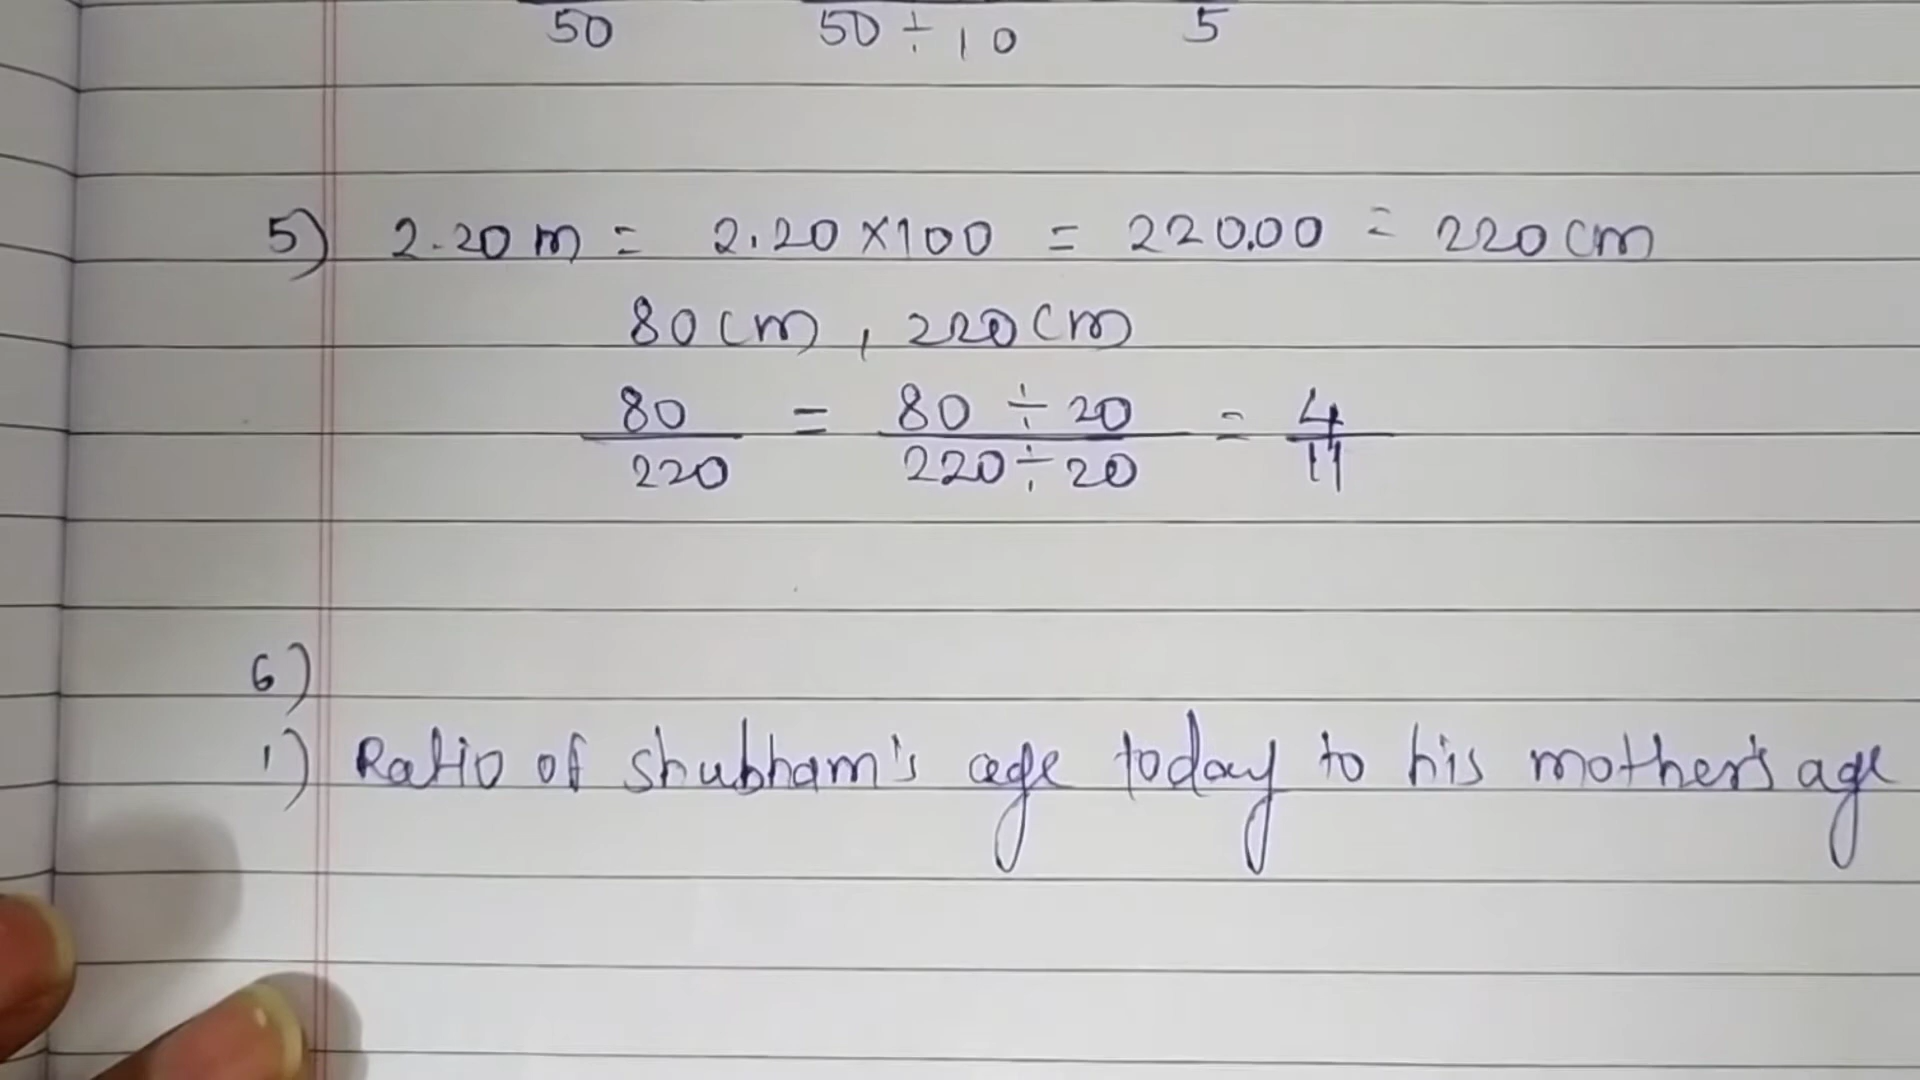 50 50 ÷ 10 5
5) 2.20 m = 2.20 × 100 = 220.00 = 220 cm
80 cm , 220 cm
80 = 80 ÷ 20 = 4
220 220 ÷ 20 11
6)
1) Ratio of shubham's age today to his mother's age